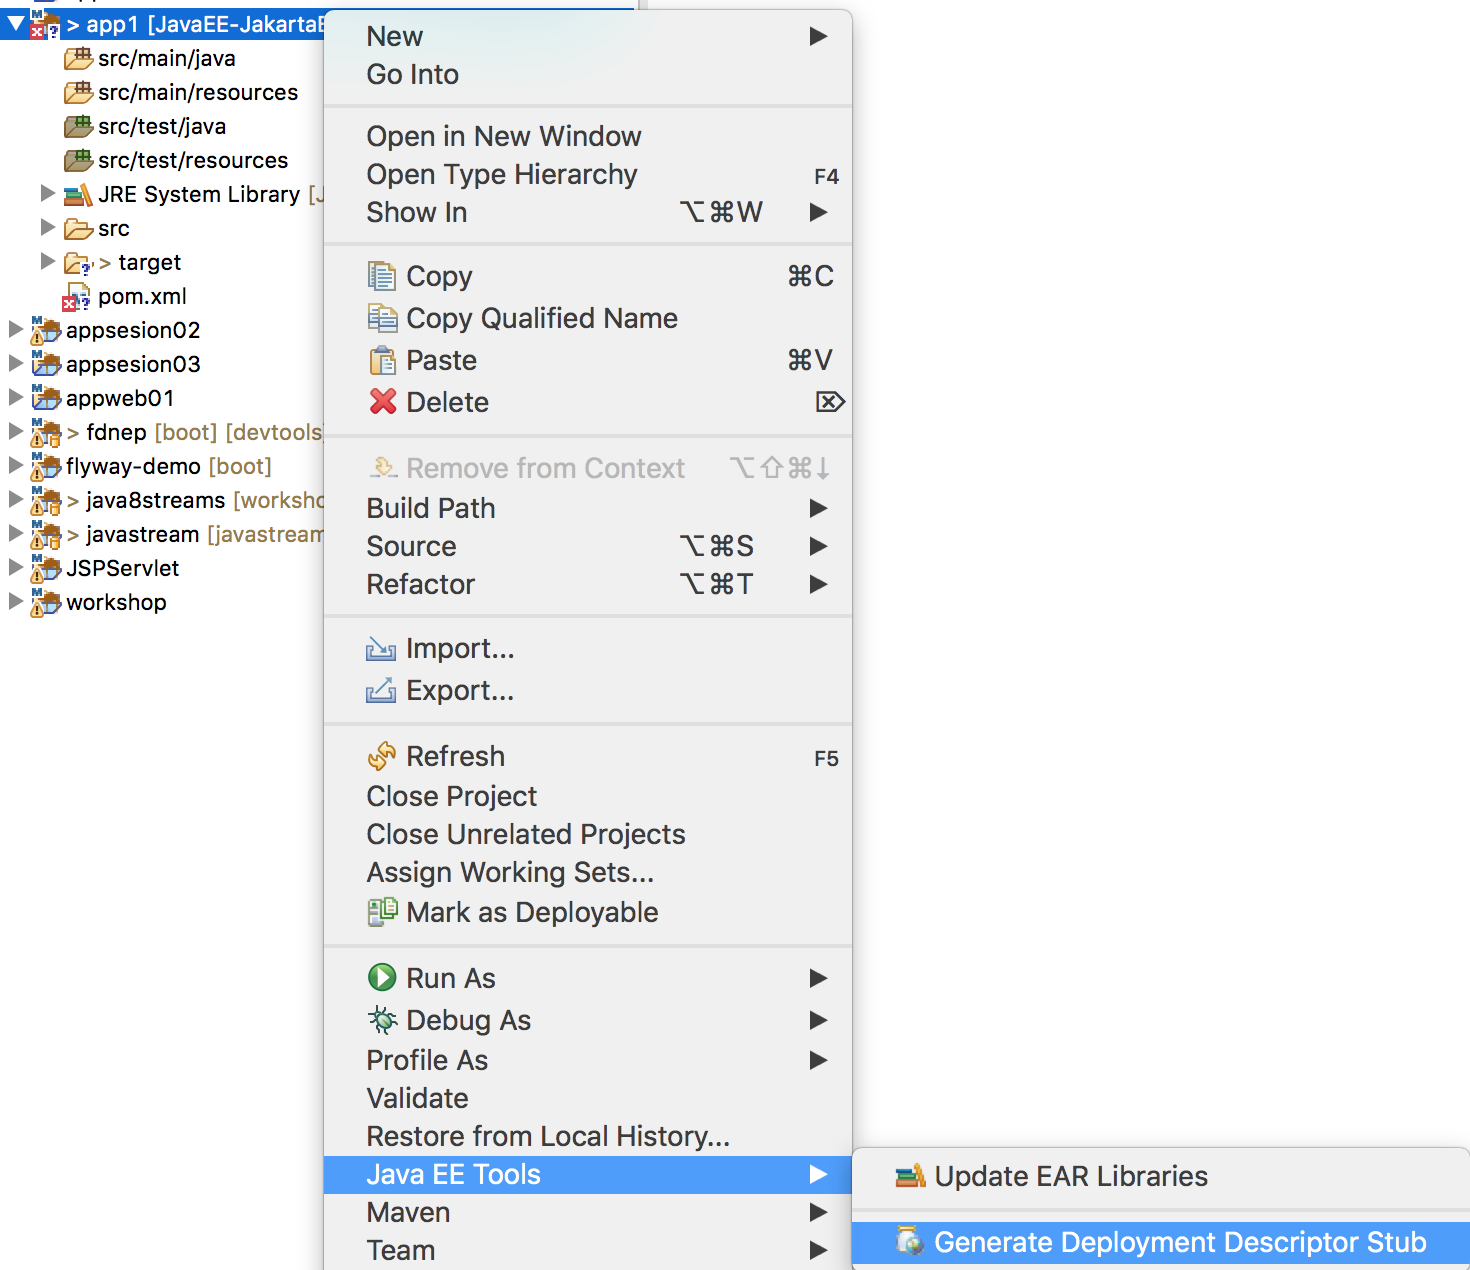 > app1 [JavaEE-Jakarta
src/main/java
src/main/resources
src/test/java
src/test/resources
JRE System Library [
src
> target
pom.xml
appsesion02
appsesion03
appweb01
> fdnep [boot] [devtools
flyway-demo [boot]
> java8streams [worksho
> javastream [javastream
JSPServlet
workshop
New
Go Into
Open in New Window
Open Type Hierarchy F4
Show In ⌥⌘W
Copy ⌘C
Copy Qualified Name
Paste ⌘V
Delete ⌦
Remove from Context ⌥⇧⌘↓
Build Path
Source ⌥⌘S
Refactor ⌥⌘T
Import...
Export...
Refresh F5
Close Project
Close Unrelated Projects
Assign Working Sets...
Mark as Deployable
Run As
Debug As
Profile As
Validate
Restore from Local History...
Java EE Tools
Maven
Team
Update EAR Libraries
Generate Deployment Descriptor Stub